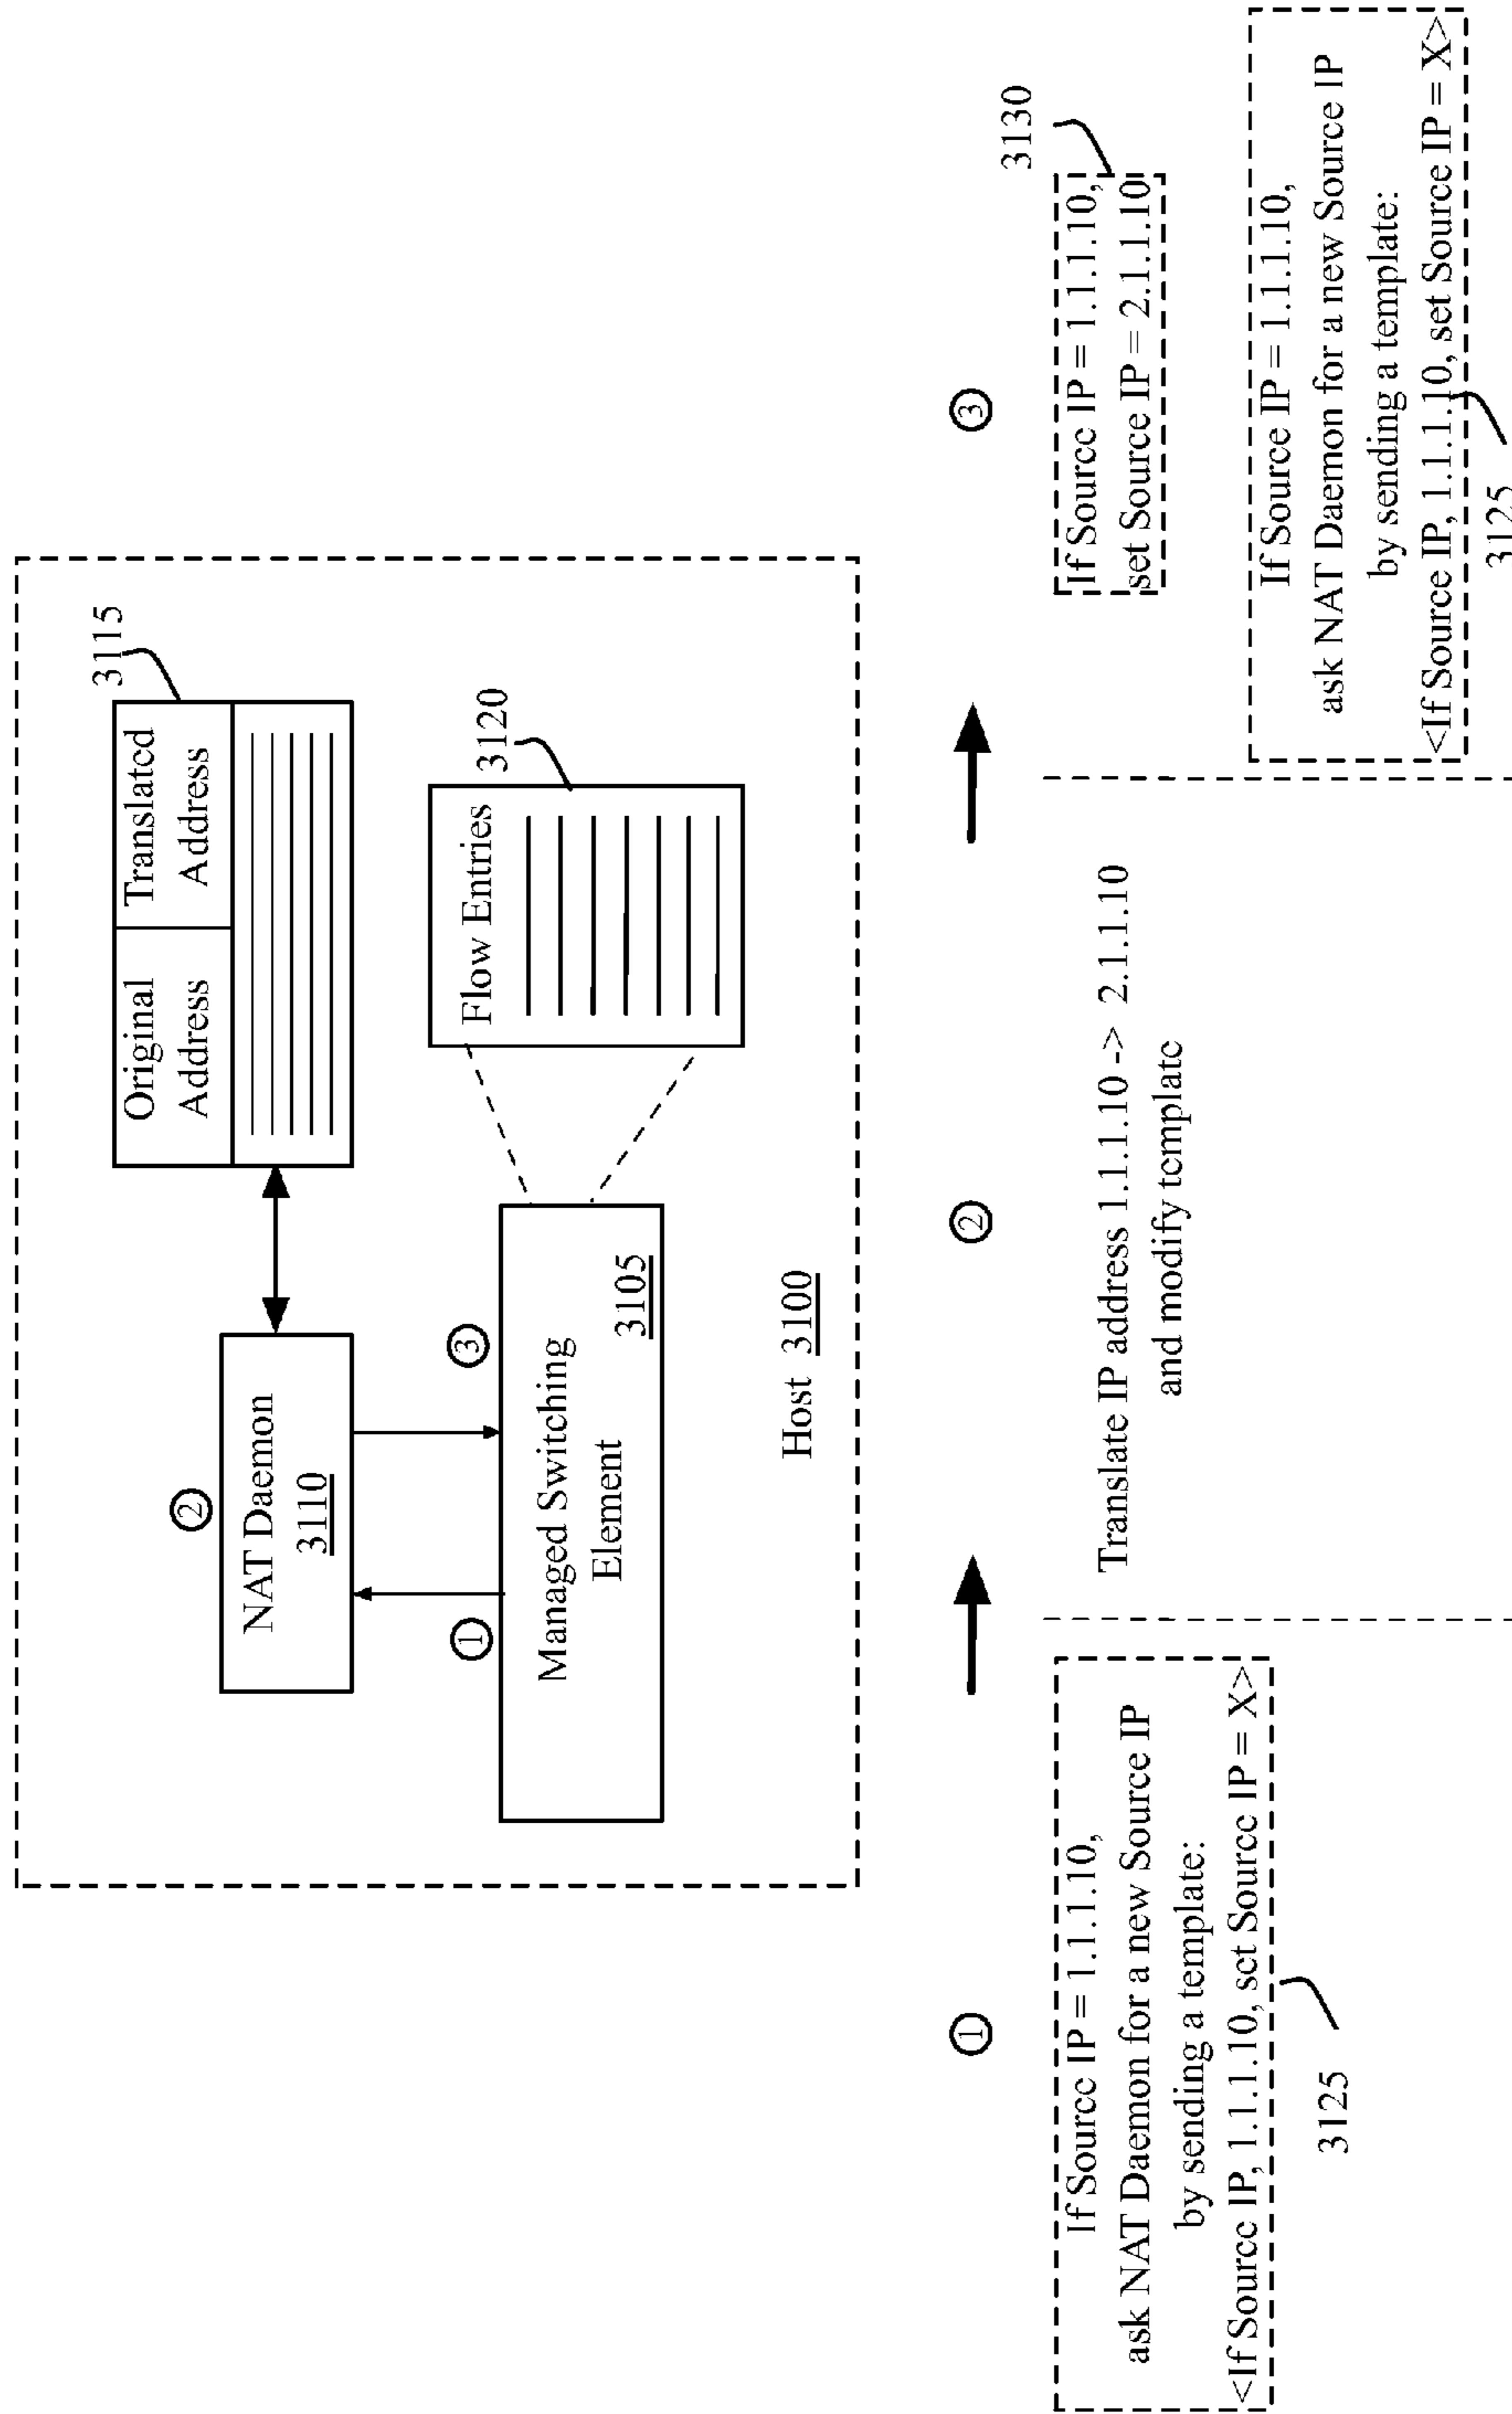 Original
Address
Translated
Address
3115
②
NAT Daemon
3110
Flow Entries
3120
①
③
Managed Switching
Element
3105
Host 3100
①
②
③
If Source IP = 1.1.1.10,
ask NAT Daemon for a new Source IP
by sending a template:
<If Source IP, 1.1.1.10, set Source IP = X>
3125
Translate IP address 1.1.1.10 -> 2.1.1.10
and modify template
3130
If Source IP = 1.1.1.10,
set Source IP = 2.1.1.10
If Source IP = 1.1.1.10,
ask NAT Daemon for a new Source IP
by sending a template:
<If Source IP, 1.1.1.10, set Source IP = X>
3125